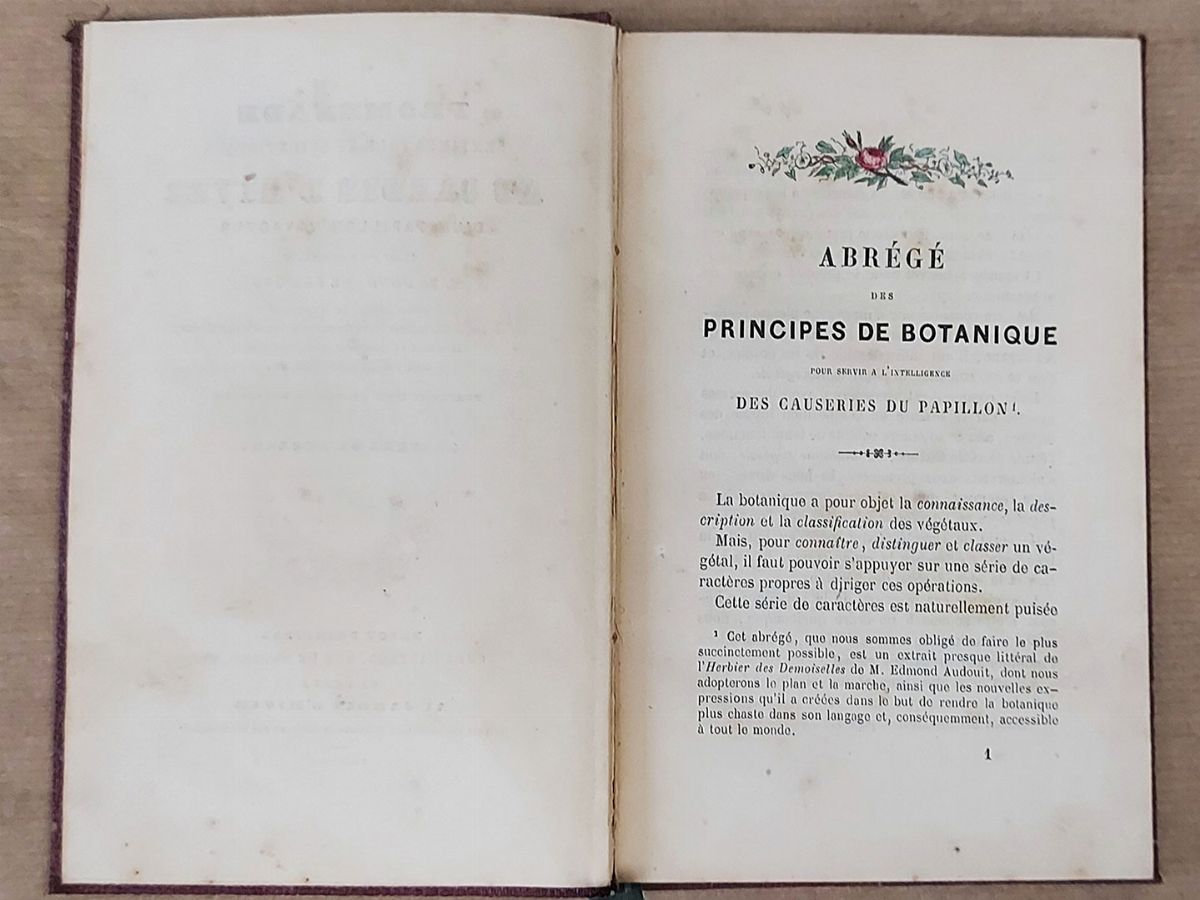 ABRÉGÉ
DES
PRINCIPES DE BOTANIQUE
POUR SERVIR A L'INTELLIGENCE
DES CAUSERIES DU PAPILLON¹.
La botanique a pour objet la connaissance, la des-
cription et la classification des végétaux.
Mais, pour connaître, distinguer et classer un vé-
gétal, il faut pouvoir s'appuyer sur une série de ca-
ractères propres à diriger ces opérations.
Cette série de caractères est naturellement puisée
¹ Cet abrégé, que nous sommes obligé de faire le plus
succinctement possible, est un extrait presque littéral de
l'Herbier des Demoiselles de M. Edmond Audouit, dont nous
adopterons le plan et la marche, ainsi que les nouvelles ex-
pressions qu'il a créées dans le but de rendre la botanique
plus chaste dans son langage et, conséquemment, accessible
à tout le monde.
1